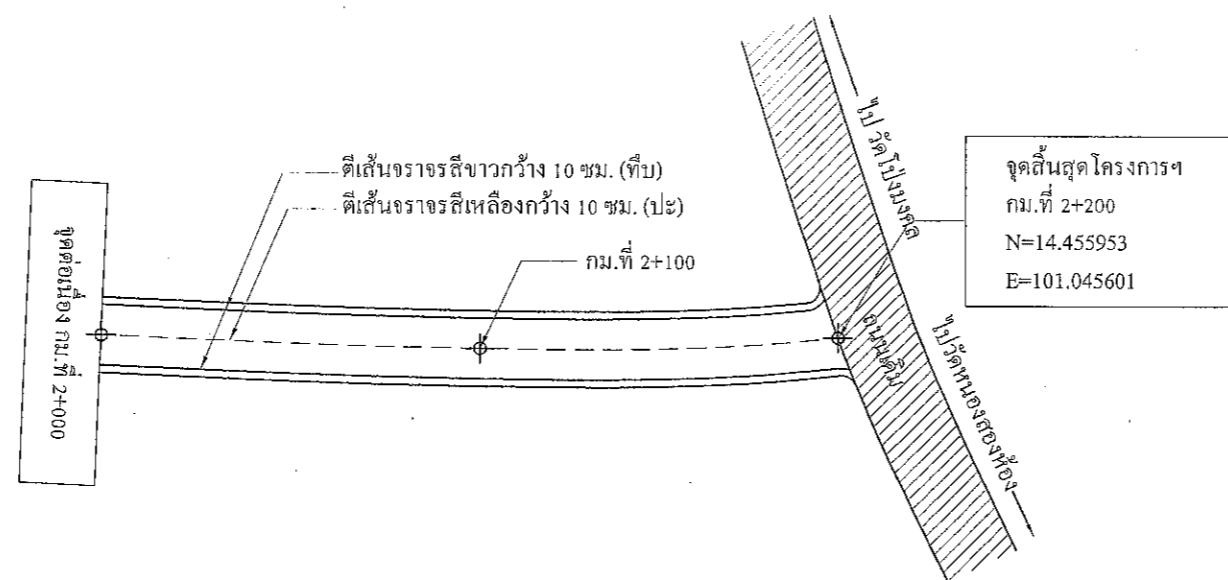 ตีเส้นจราจรสีขาวกว้าง 10 ซม. (ทึบ)
ตีเส้นจราจรสีเหลืองกว้าง 10 ซม. (ปะ)
กม.ที่ 2+100
จุดต่อเนื่อง กม.ที่ 2+000
ไป วัดโป่งมงคล
จุดสิ้นสุดโครงการฯ
กม.ที่ 2+200
N=14.455953
E=101.045601
ถนนเดิม
ไปวัดหนองสองห้อง